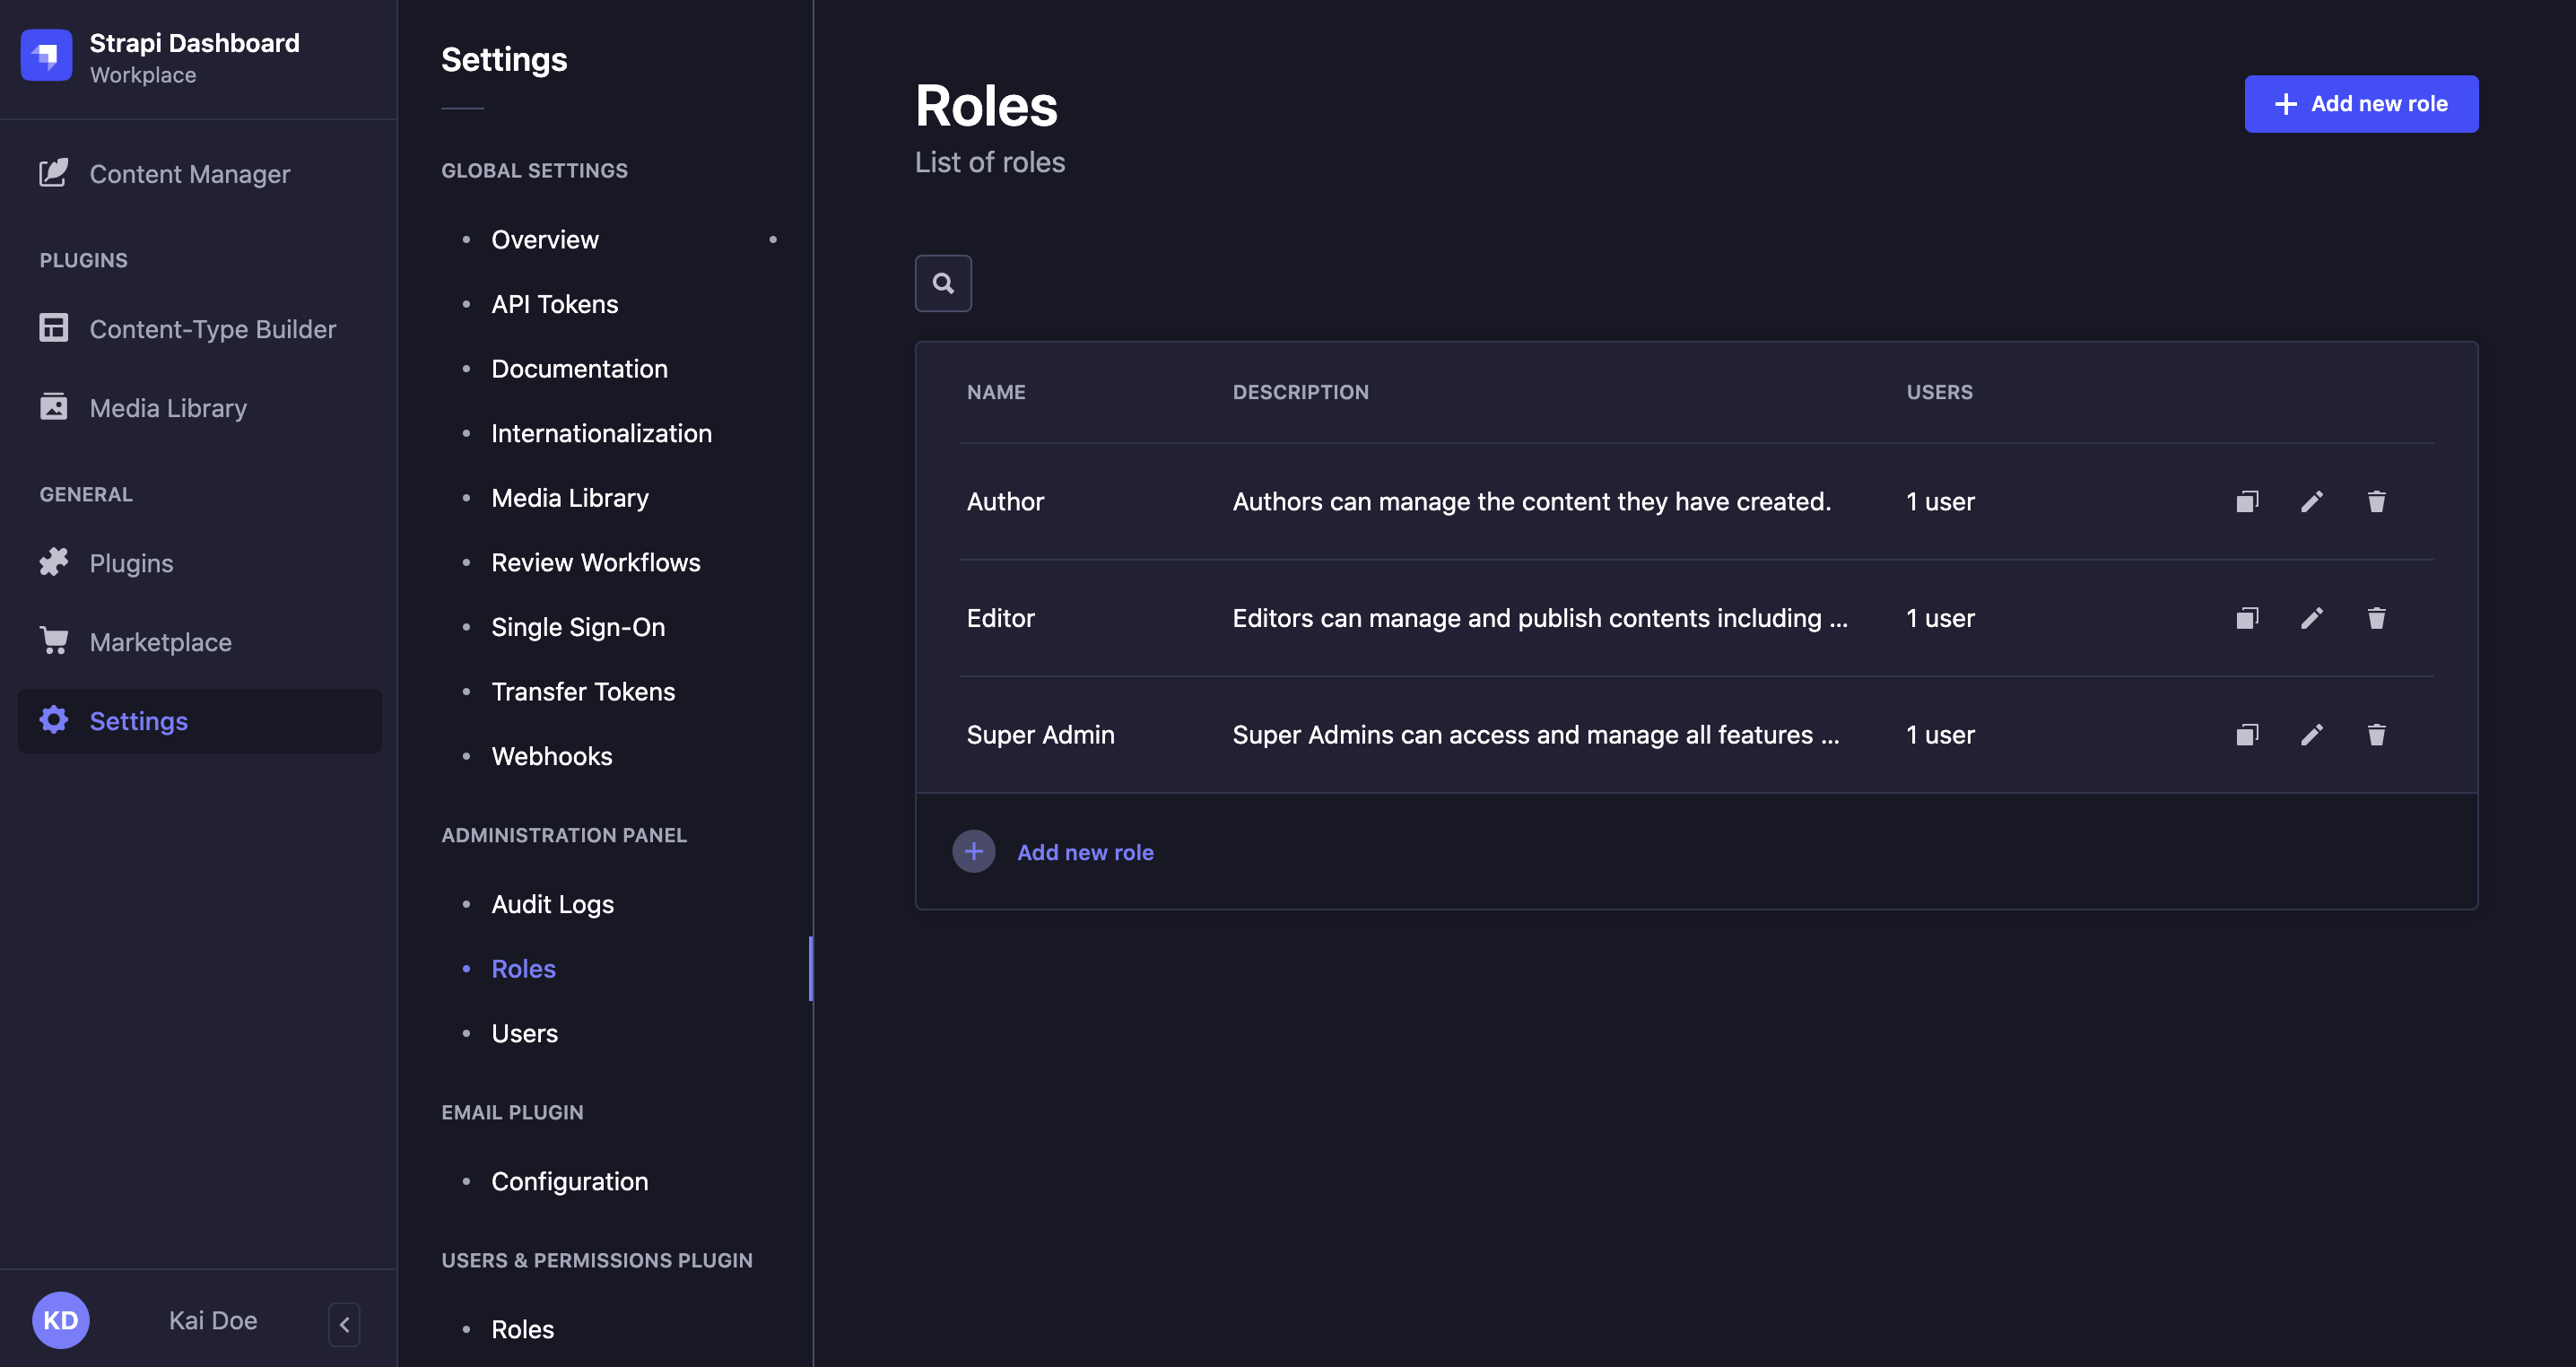 Strapi Dashboard
Workplace
Content Manager
PLUGINS
Content-Type Builder
Media Library
GENERAL
Plugins
Marketplace
Settings
KD
Kai Doe
Settings
GLOBAL SETTINGS
Overview
API Tokens
Documentation
Internationalization
Media Library
Review Workflows
Single Sign-On
Transfer Tokens
Webhooks
ADMINISTRATION PANEL
Audit Logs
Roles
Users
EMAIL PLUGIN
Configuration
USERS & PERMISSIONS PLUGIN
Roles
Roles
List of roles
Add new role
NAME DESCRIPTION USERS
Author Authors can manage the content they have created. 1 user
Editor Editors can manage and publish contents including ... 1 user
Super Admin Super Admins can access and manage all features ... 1 user
Add new role